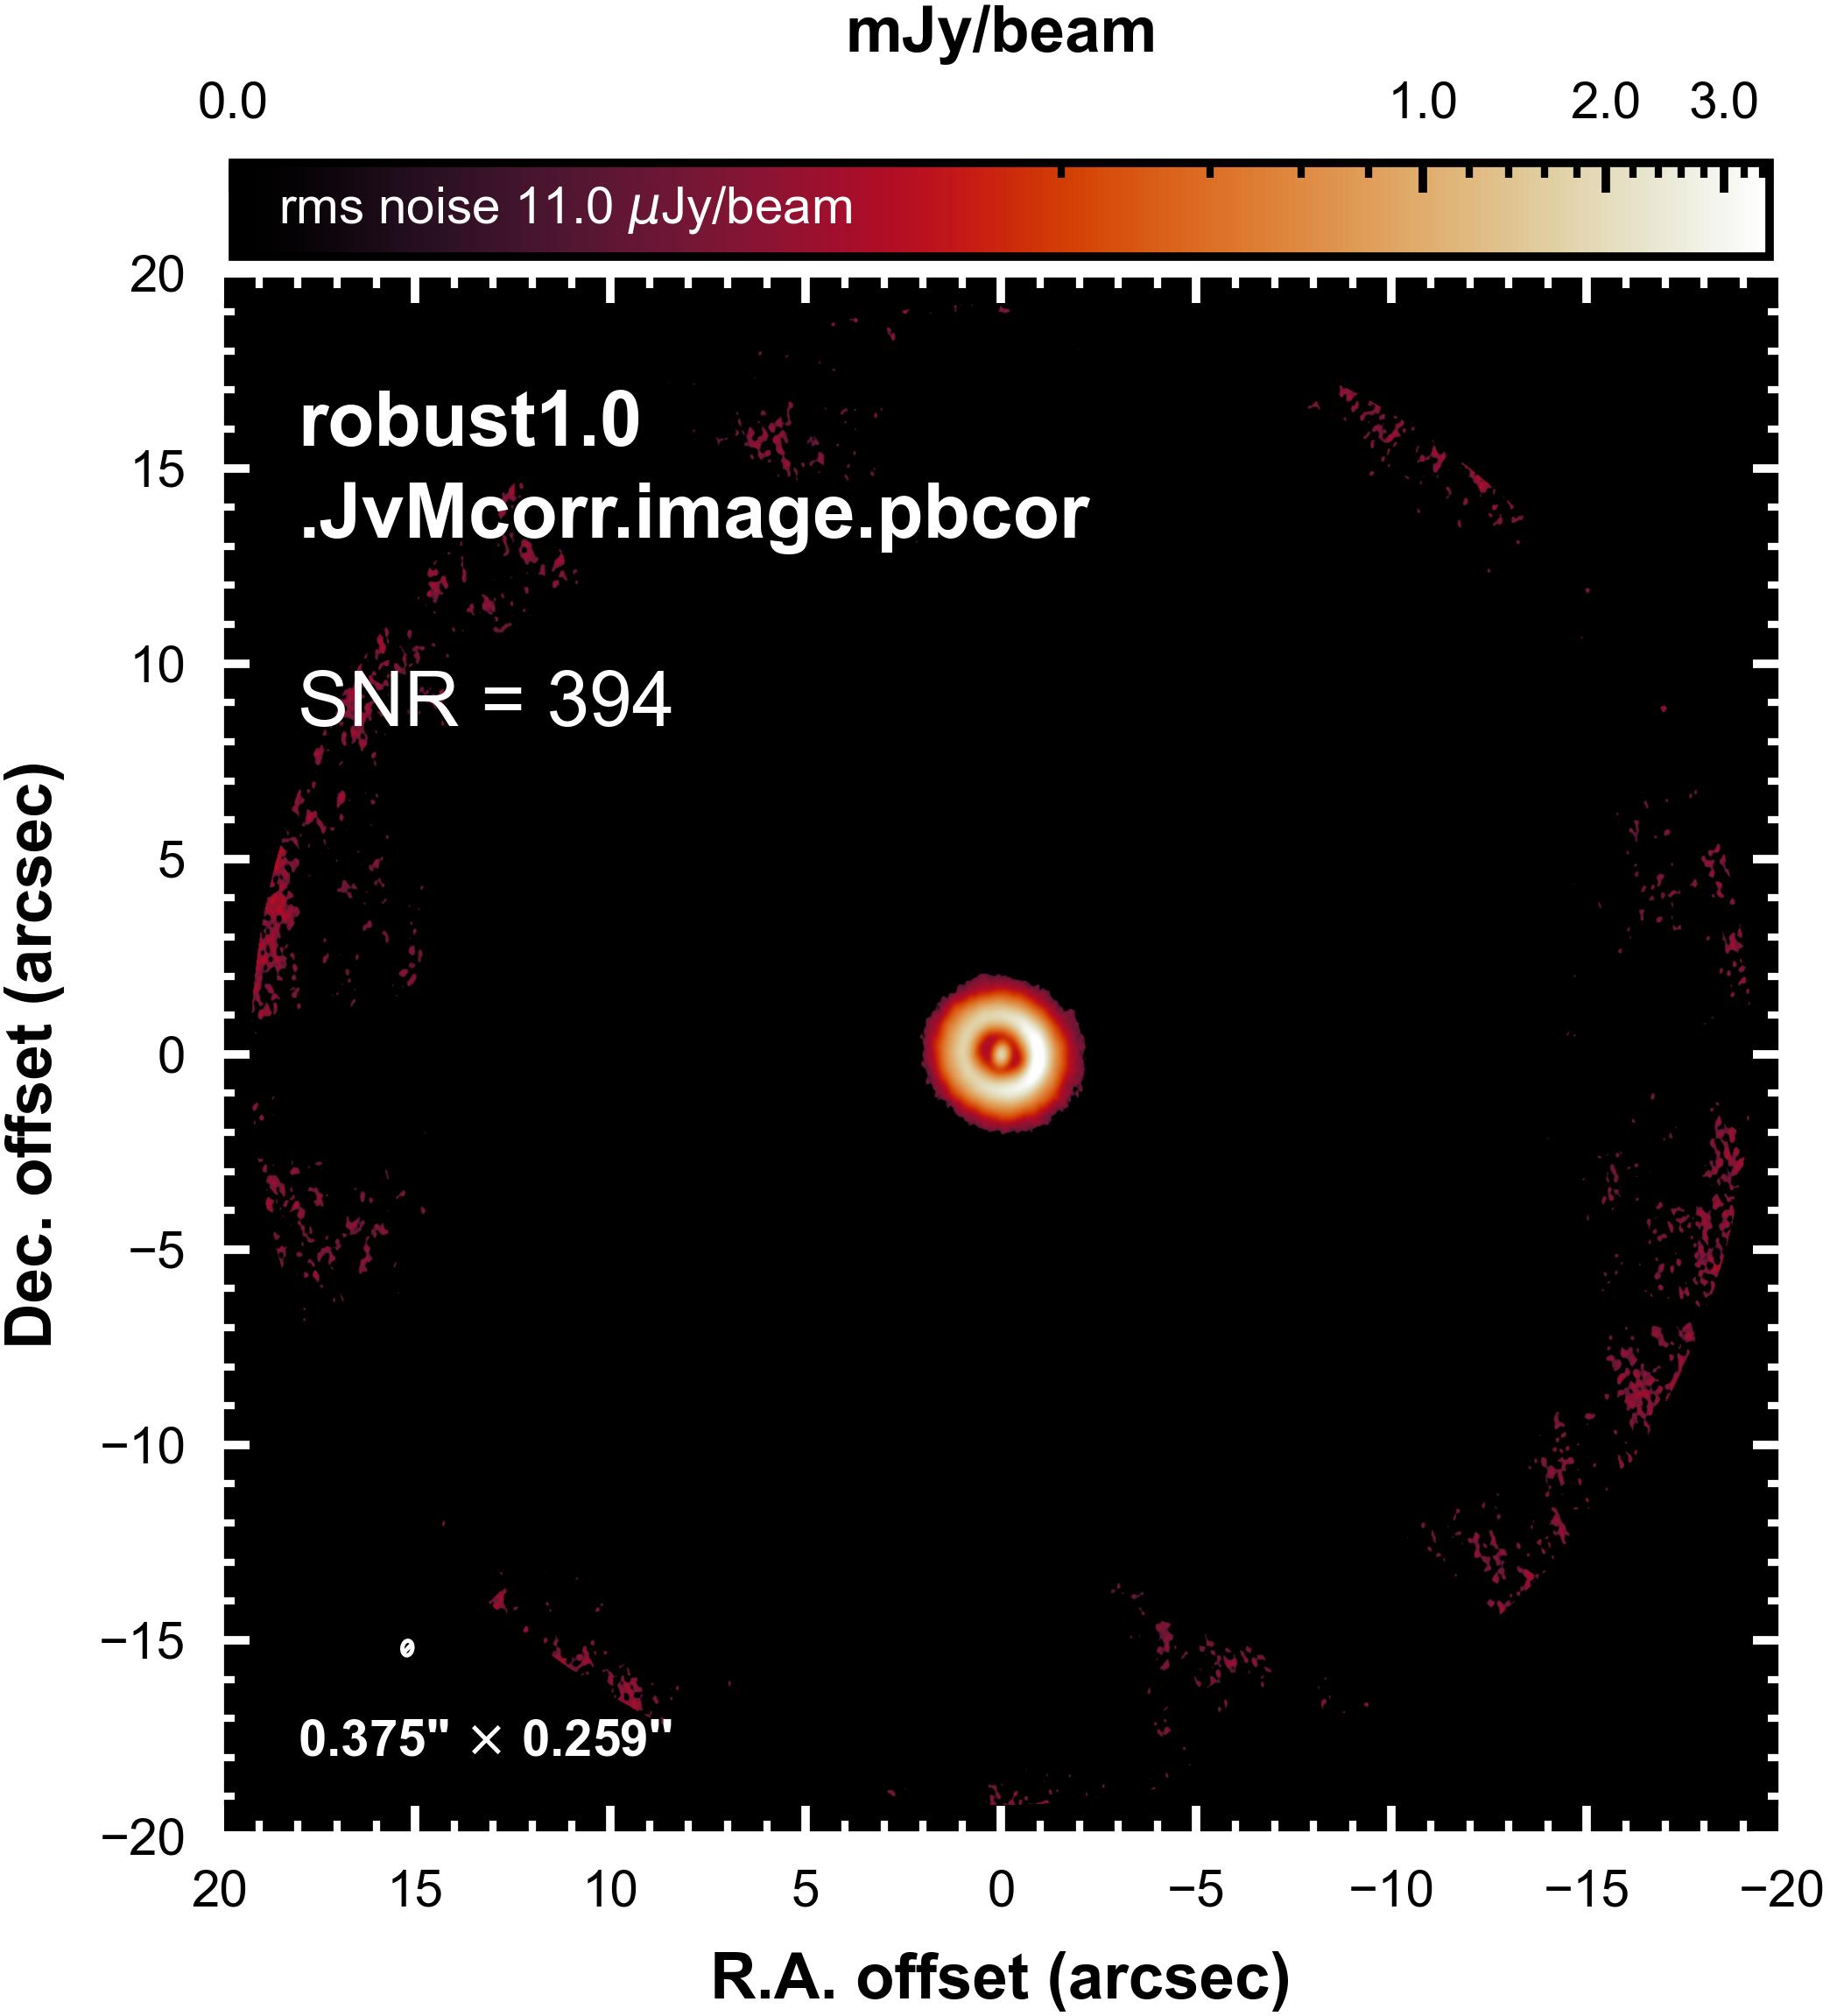 mJy/beam
0.0 1.0 2.0 3.0
rms noise 11.0 μJy/beam
20
robust1.0
15
.JvMcorr.image.pbcor
10
SNR = 394
5
0
Dec. offset (arcsec)
−5
−10
−15
0.375" × 0.259"
−20
20 15 10 5 0 −5 −10 −15 −20
R.A. offset (arcsec)